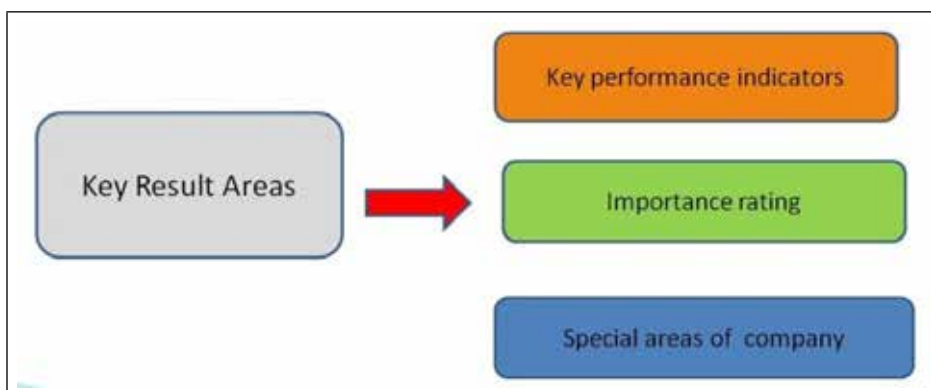 Key Result Areas
Key performance indicators
Importance rating
Special areas of company